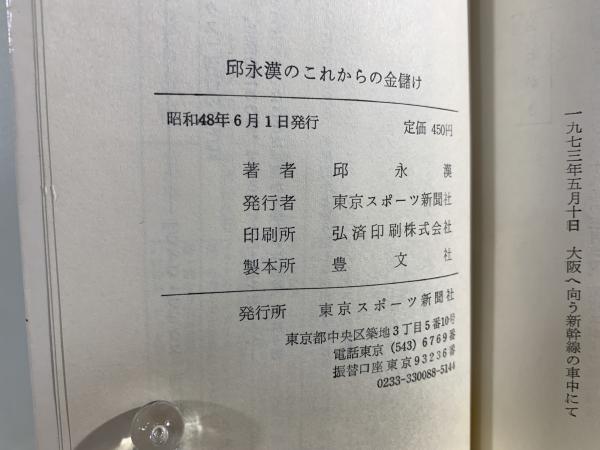 一九七三年五月十日　大阪へ向う新幹線の車中にて
邱永漢のこれからの金儲け
昭和48年6月1日発行　定価 450円
著者　邱永漢
発行者　東京スポーツ新聞社
印刷所　弘済印刷株式会社
製本所　豊文社
発行所　東京スポーツ新聞社
東京都中央区築地3丁目5番10号
電話東京 (543) 6769番
振替口座 東京 93236番
0233-330088-5144